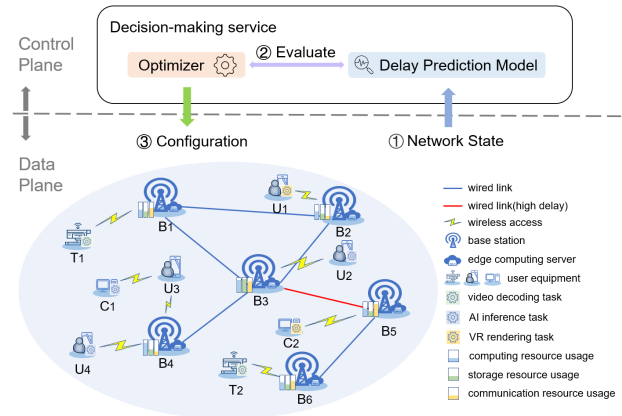 Decision-making service
Control
Plane
Optimizer
② Evaluate
Delay Prediction Model
③ Configuration
① Network State
Data
Plane
U1
B1
B2
T1
U2
U3
B3
C1
B5
C2
U4
B4
T2
B6
wired link
wired link(high delay)
wireless access
base station
edge computing server
user equipment
video decoding task
AI inference task
VR rendering task
computing resource usage
storage resource usage
communication resource usage